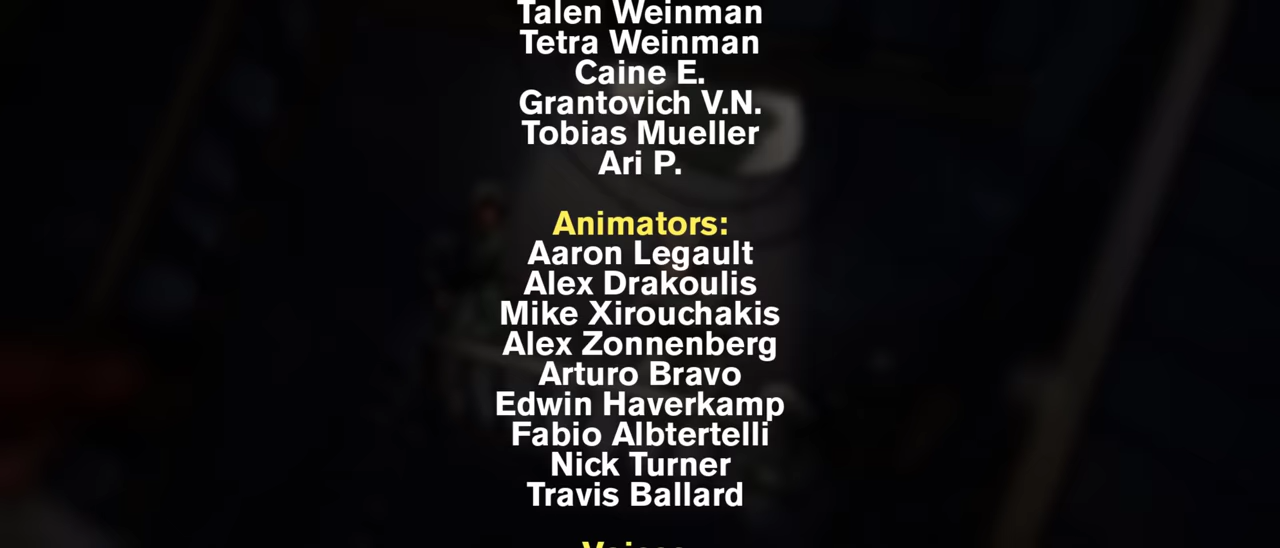 Talen Weinman
Tetra Weinman
Caine E.
Grantovich V.N.
Tobias Mueller
Ari P.
Animators:
Aaron Legault
Alex Drakoulis
Mike Xirouchakis
Alex Zonnenberg
Arturo Bravo
Edwin Haverkamp
Fabio Albtertelli
Nick Turner
Travis Ballard